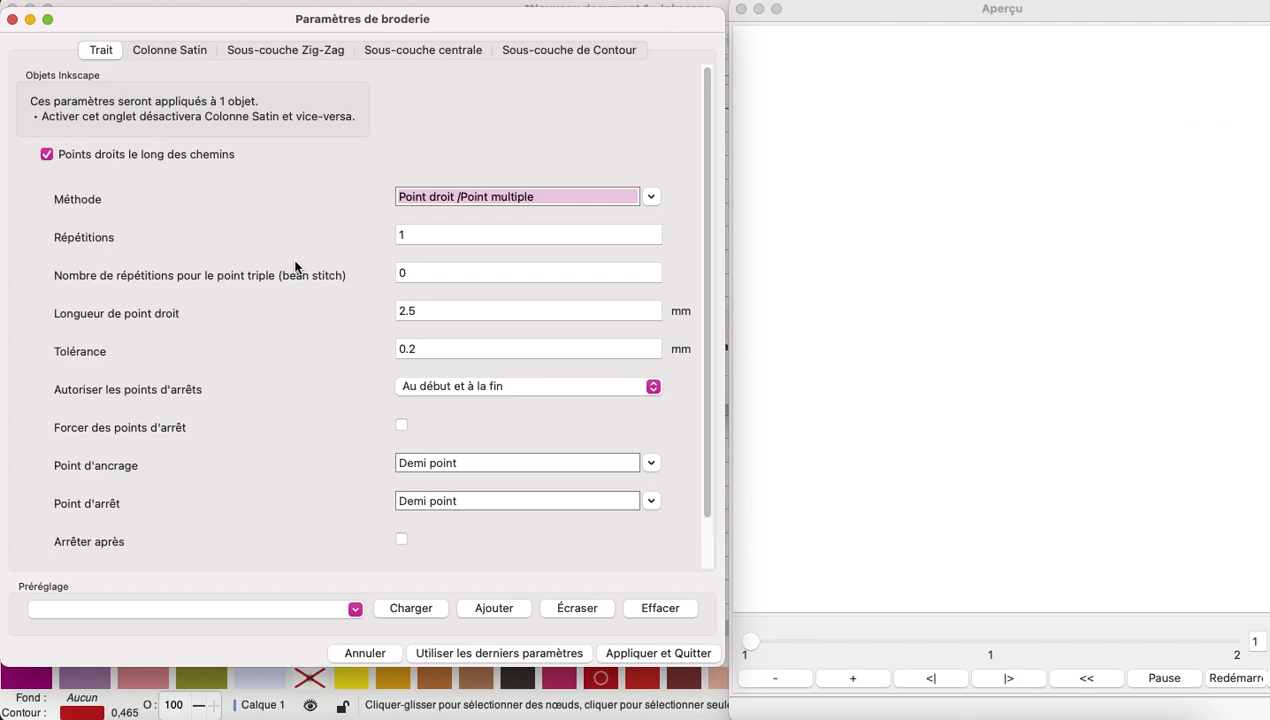 Paramètres de broderie
Aperçu
Trait
Colonne Satin
Sous-couche Zig-Zag
Sous-couche centrale
Sous-couche de Contour
Objets Inkscape
Ces paramètres seront appliqués à 1 objet.
• Activer cet onglet désactivera Colonne Satin et vice-versa.
Points droits le long des chemins
Méthode
Point droit /Point multiple
Répétitions
1
Nombre de répétitions pour le point triple (bean stitch)
0
Longueur de point droit
2.5
mm
Tolérance
0.2
mm
Autoriser les points d'arrêts
Au début et à la fin
Forcer des points d'arrêt
Point d'ancrage
Demi point
Point d'arrêt
Demi point
Arrêter après
Préréglage
Charger
Ajouter
Écraser
Effacer
Annuler
Utiliser les derniers paramètres
Appliquer et Quitter
1
1
1
2
-
+
<|
|>
<<
Pause
Redémarr
Fond :
Aucun
Contour :
0,465
O :
100
Calque 1
Cliquer-glisser pour sélectionner des nœuds, cliquer pour sélectionner seul